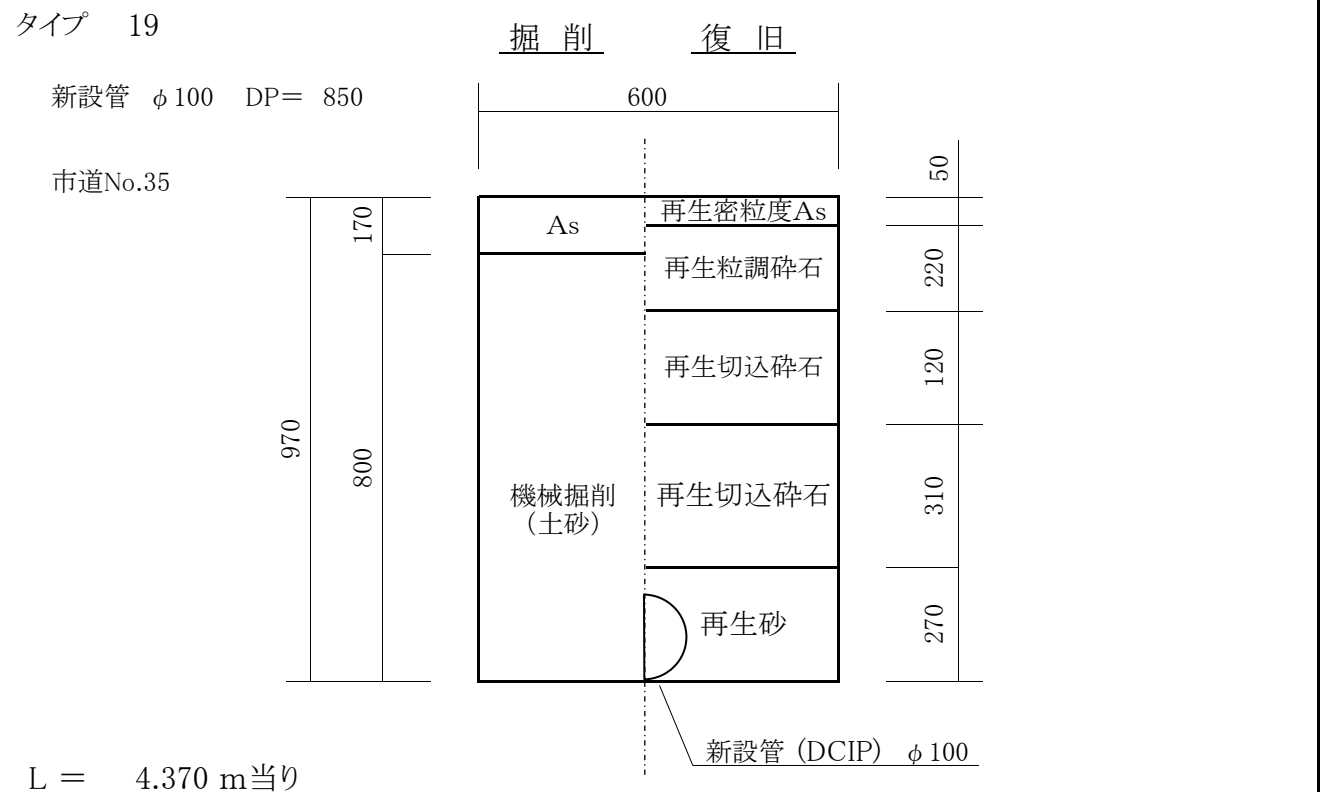 タイプ 19
掘 削 復 旧
新設管 φ100 DP＝ 850
600
市道No.35
50
170
As
再生密粒度As
再生粒調砕石
220
再生切込砕石
120
970
800
機械掘削
（土砂）
再生切込砕石
310
再生砂
270
新設管 (DCIP) φ100
L ＝ 4.370 m当り